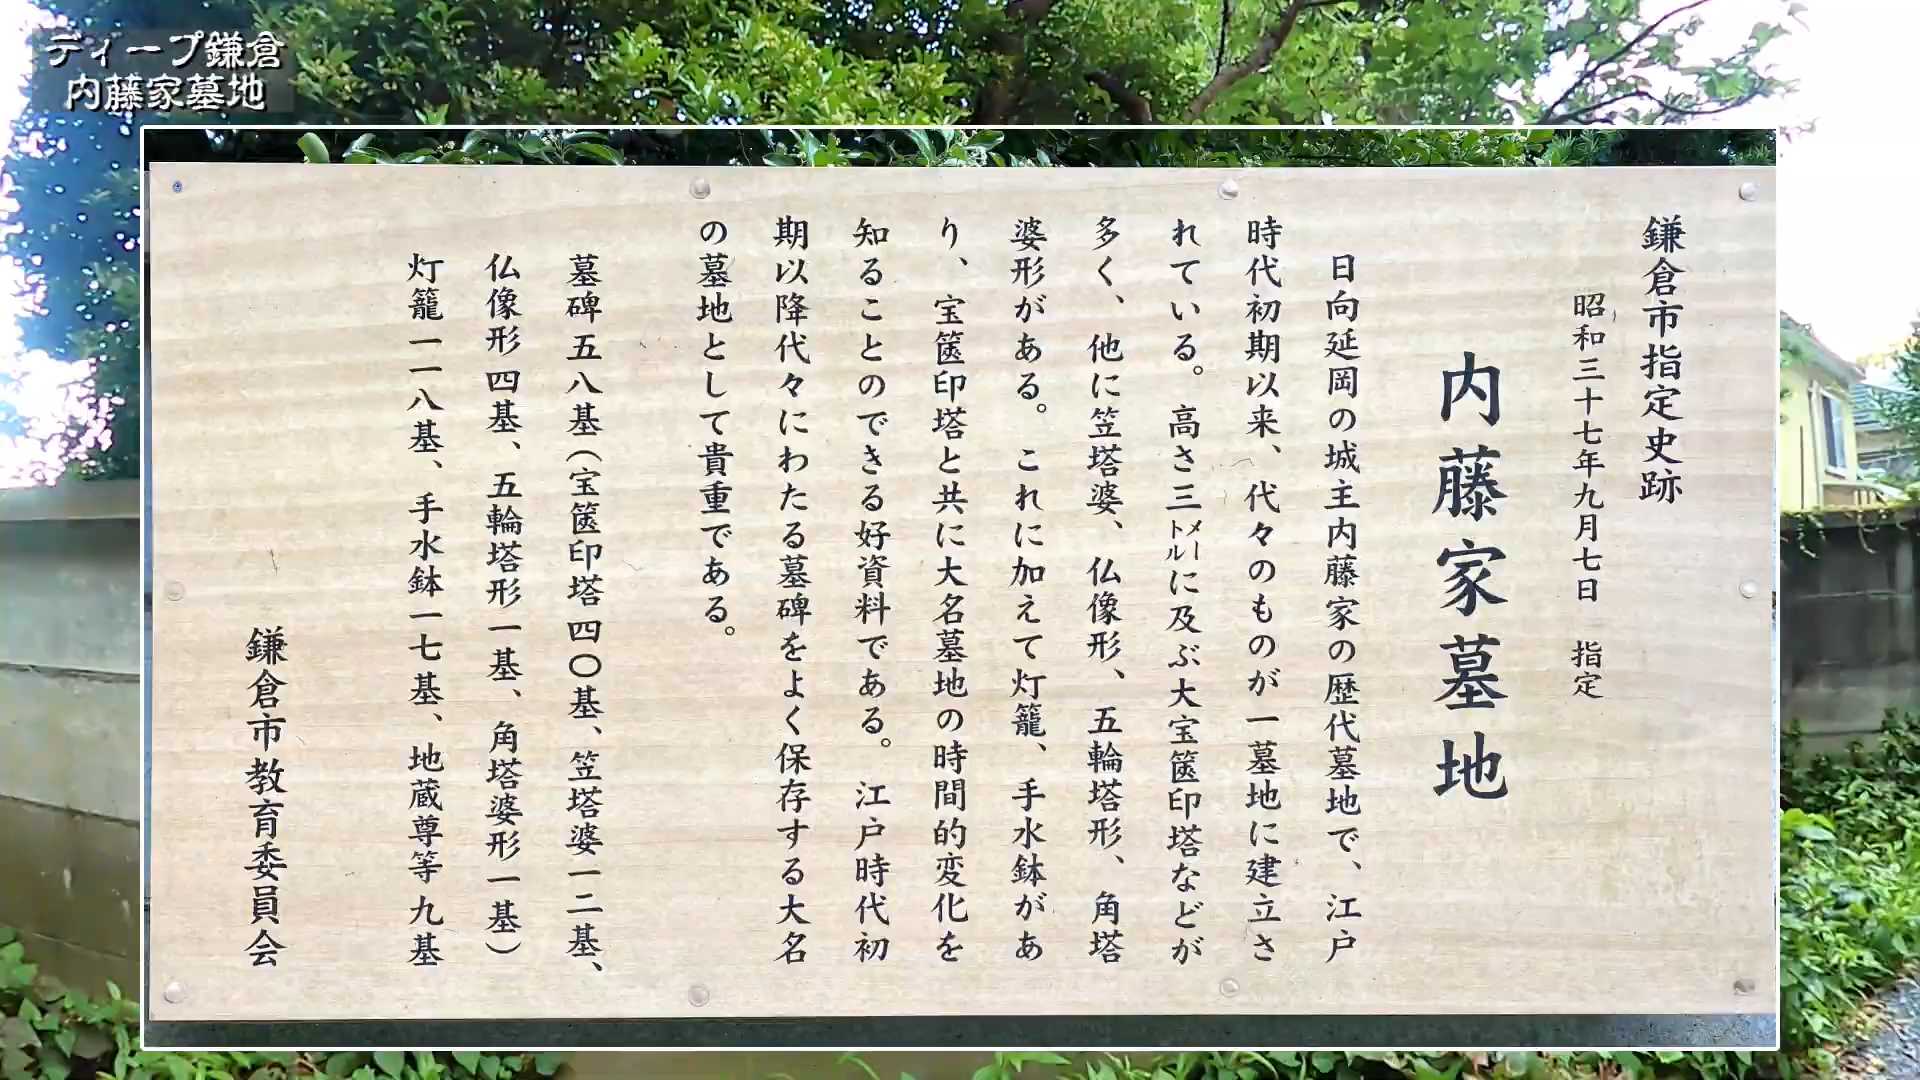 ディープ鎌倉
内藤家墓地
鎌倉市指定史跡
昭和三十七年九月七日　指定
内藤家墓地
日向延岡の城主内藤家の歴代墓地で、江戸
時代初期以来、代々のものが一墓地に建立さ
れている。高さ三メートルに及ぶ大宝篋印塔などが
多く、他に笠塔婆、仏像形、五輪塔形、角塔
婆形がある。これに加えて灯籠、手水鉢があ
り、宝篋印塔と共に大名墓地の時間的変化を
知ることのできる好資料である。江戸時代初
期以降代々にわたる墓碑をよく保存する大名
の墓地として貴重である。
墓碑五八基（宝篋印塔四〇基、笠塔婆一二基、
仏像形四基、五輪塔形一基、角塔婆形一基）
灯籠一一八基、手水鉢一七基、地蔵尊等九基
鎌倉市教育委員会